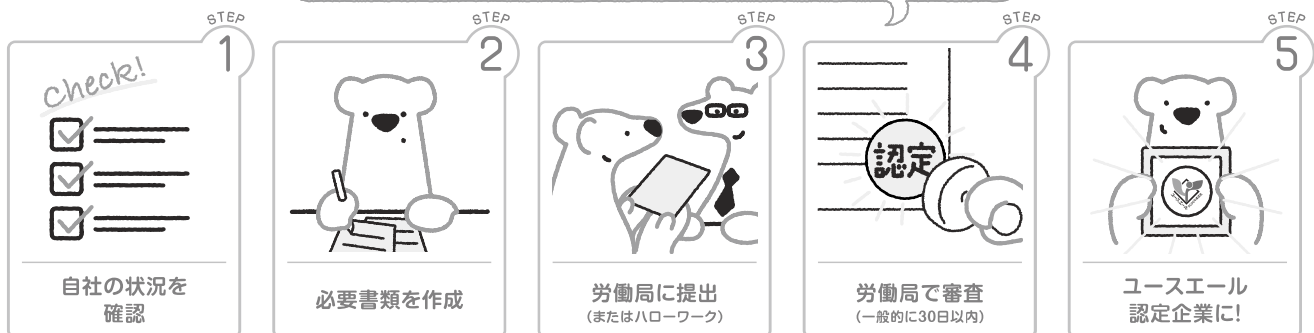 STEP
1
check!
自社の状況を
確認
STEP
2
必要書類を作成
STEP
3
労働局に提出
(またはハローワーク)
STEP
4
認定
労働局で審査
(一般的に30日以内)
STEP
5
ユースエール
認定企業に!